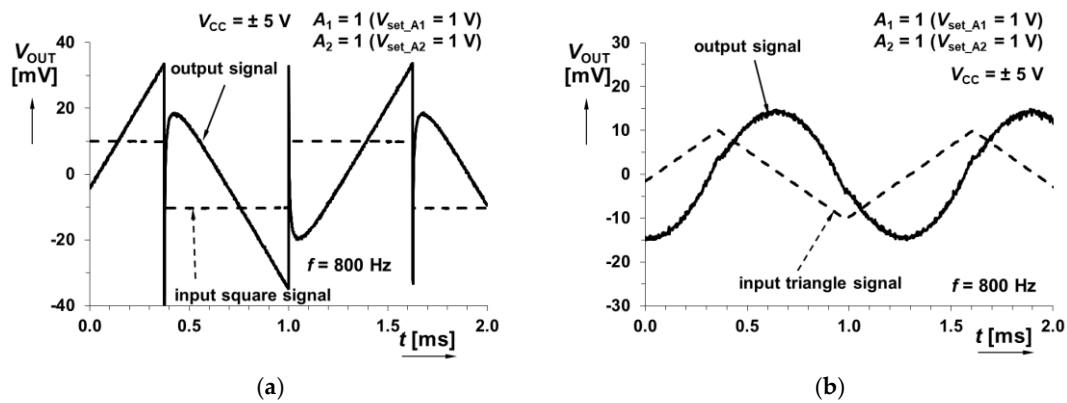 V_CC = ± 5 V
A_1 = 1 (V_set_A1 = 1 V)
A_2 = 1 (V_set_A2 = 1 V)
V_OUT
[mV]
output signal
40
20
0
-20
-40
input square signal
f = 800 Hz
0.0
0.5
1.0
1.5
2.0
t [ms]
(a)
A_1 = 1 (V_set_A1 = 1 V)
A_2 = 1 (V_set_A2 = 1 V)
V_OUT
[mV]
output signal
V_CC = ± 5 V
30
20
10
0
-10
-20
-30
input triangle signal
f = 800 Hz
0.0
0.5
1.0
1.5
2.0
t [ms]
(b)